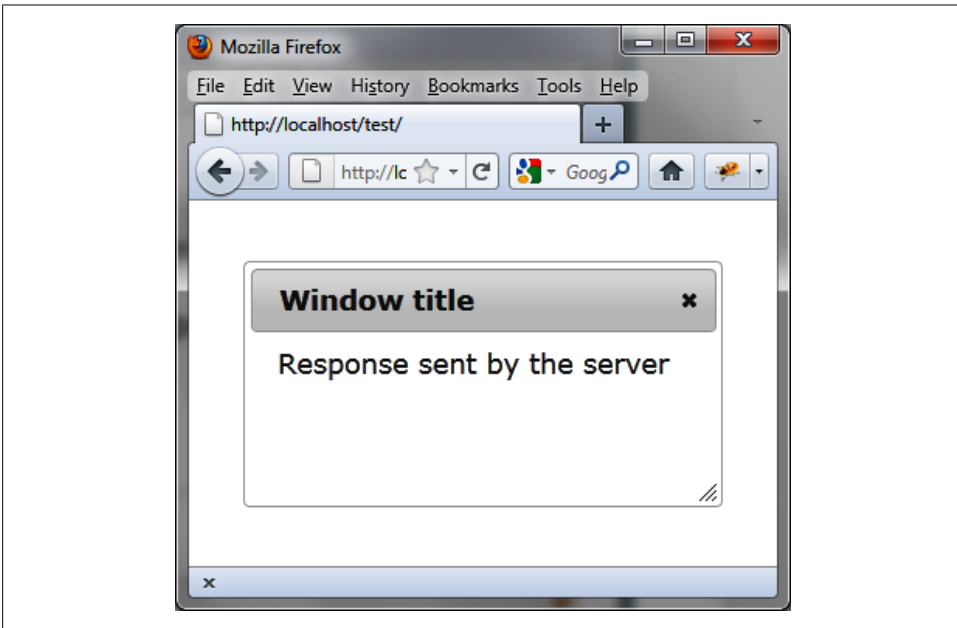 Mozilla Firefox
File Edit View History Bookmarks Tools Help
http://localhost/test/
http://lc Goog
Window title
Response sent by the server